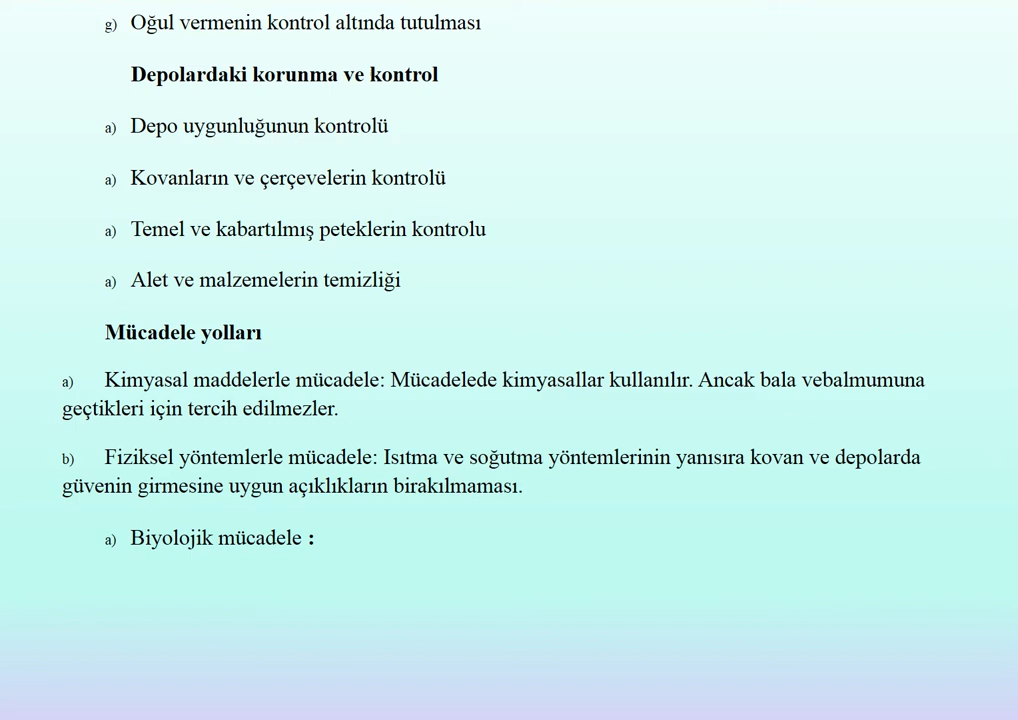 g) Oğul vermenin kontrol altında tutulması
Depolardaki korunma ve kontrol
a) Depo uygunluğunun kontrolü
a) Kovanların ve çerçevelerin kontrolü
a) Temel ve kabartılmış peteklerin kontrolu
a) Alet ve malzemelerin temizliği
Mücadele yolları
a) Kimyasal maddelerle mücadele: Mücadelede kimyasallar kullanılır. Ancak bala vebalmumuna
geçtikleri için tercih edilmezler.
b) Fiziksel yöntemlerle mücadele: Isıtma ve soğutma yöntemlerinin yanısıra kovan ve depolarda
güvenin girmesine uygun açıklıkların birakılmaması.
a) Biyolojik mücadele :